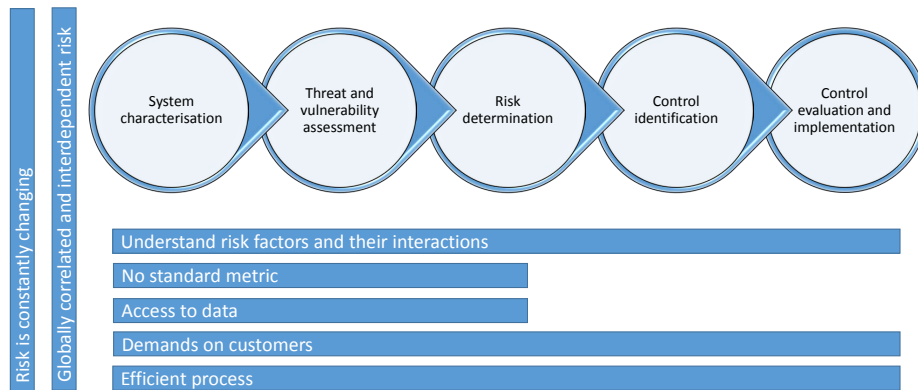 Risk is constantly changing
Globally correlated and interdependent risk
System
characterisation
Threat and
vulnerability
assessment
Risk
determination
Control
identification
Control
evaluation and
implementation
Understand risk factors and their interactions
No standard metric
Access to data
Demands on customers
Efficient process